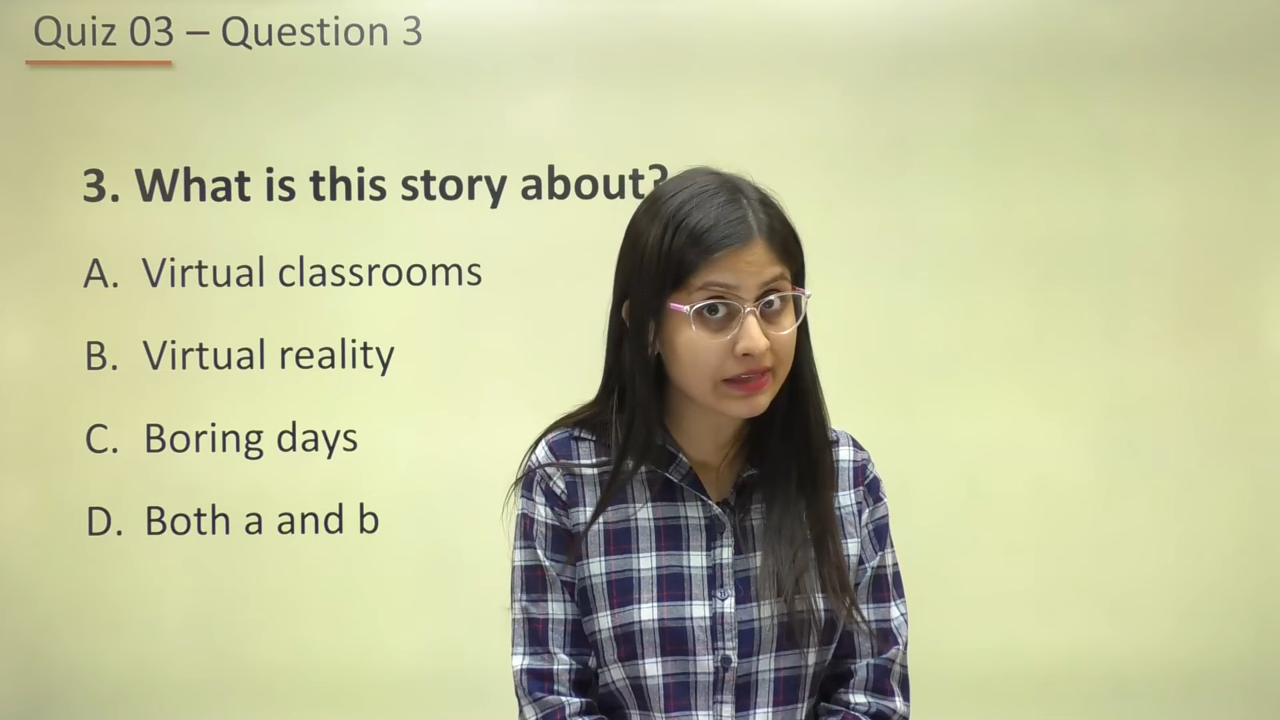 Quiz 03 – Question 3
3. What is this story about?
A. Virtual classrooms
B. Virtual reality
C. Boring days
D. Both a and b